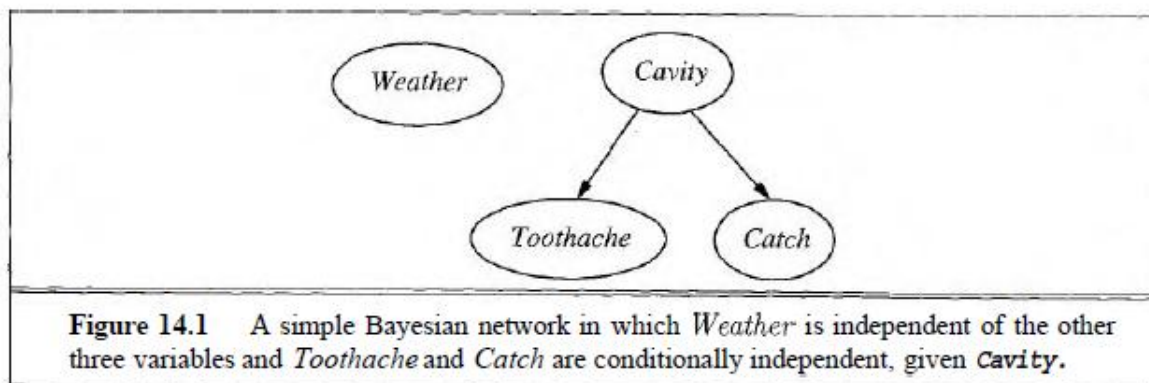 Weather
Cavity
Toothache
Catch
Figure 14.1 A simple Bayesian network in which Weather is independent of the other
three variables and Toothache and Catch are conditionally independent, given Cavity.